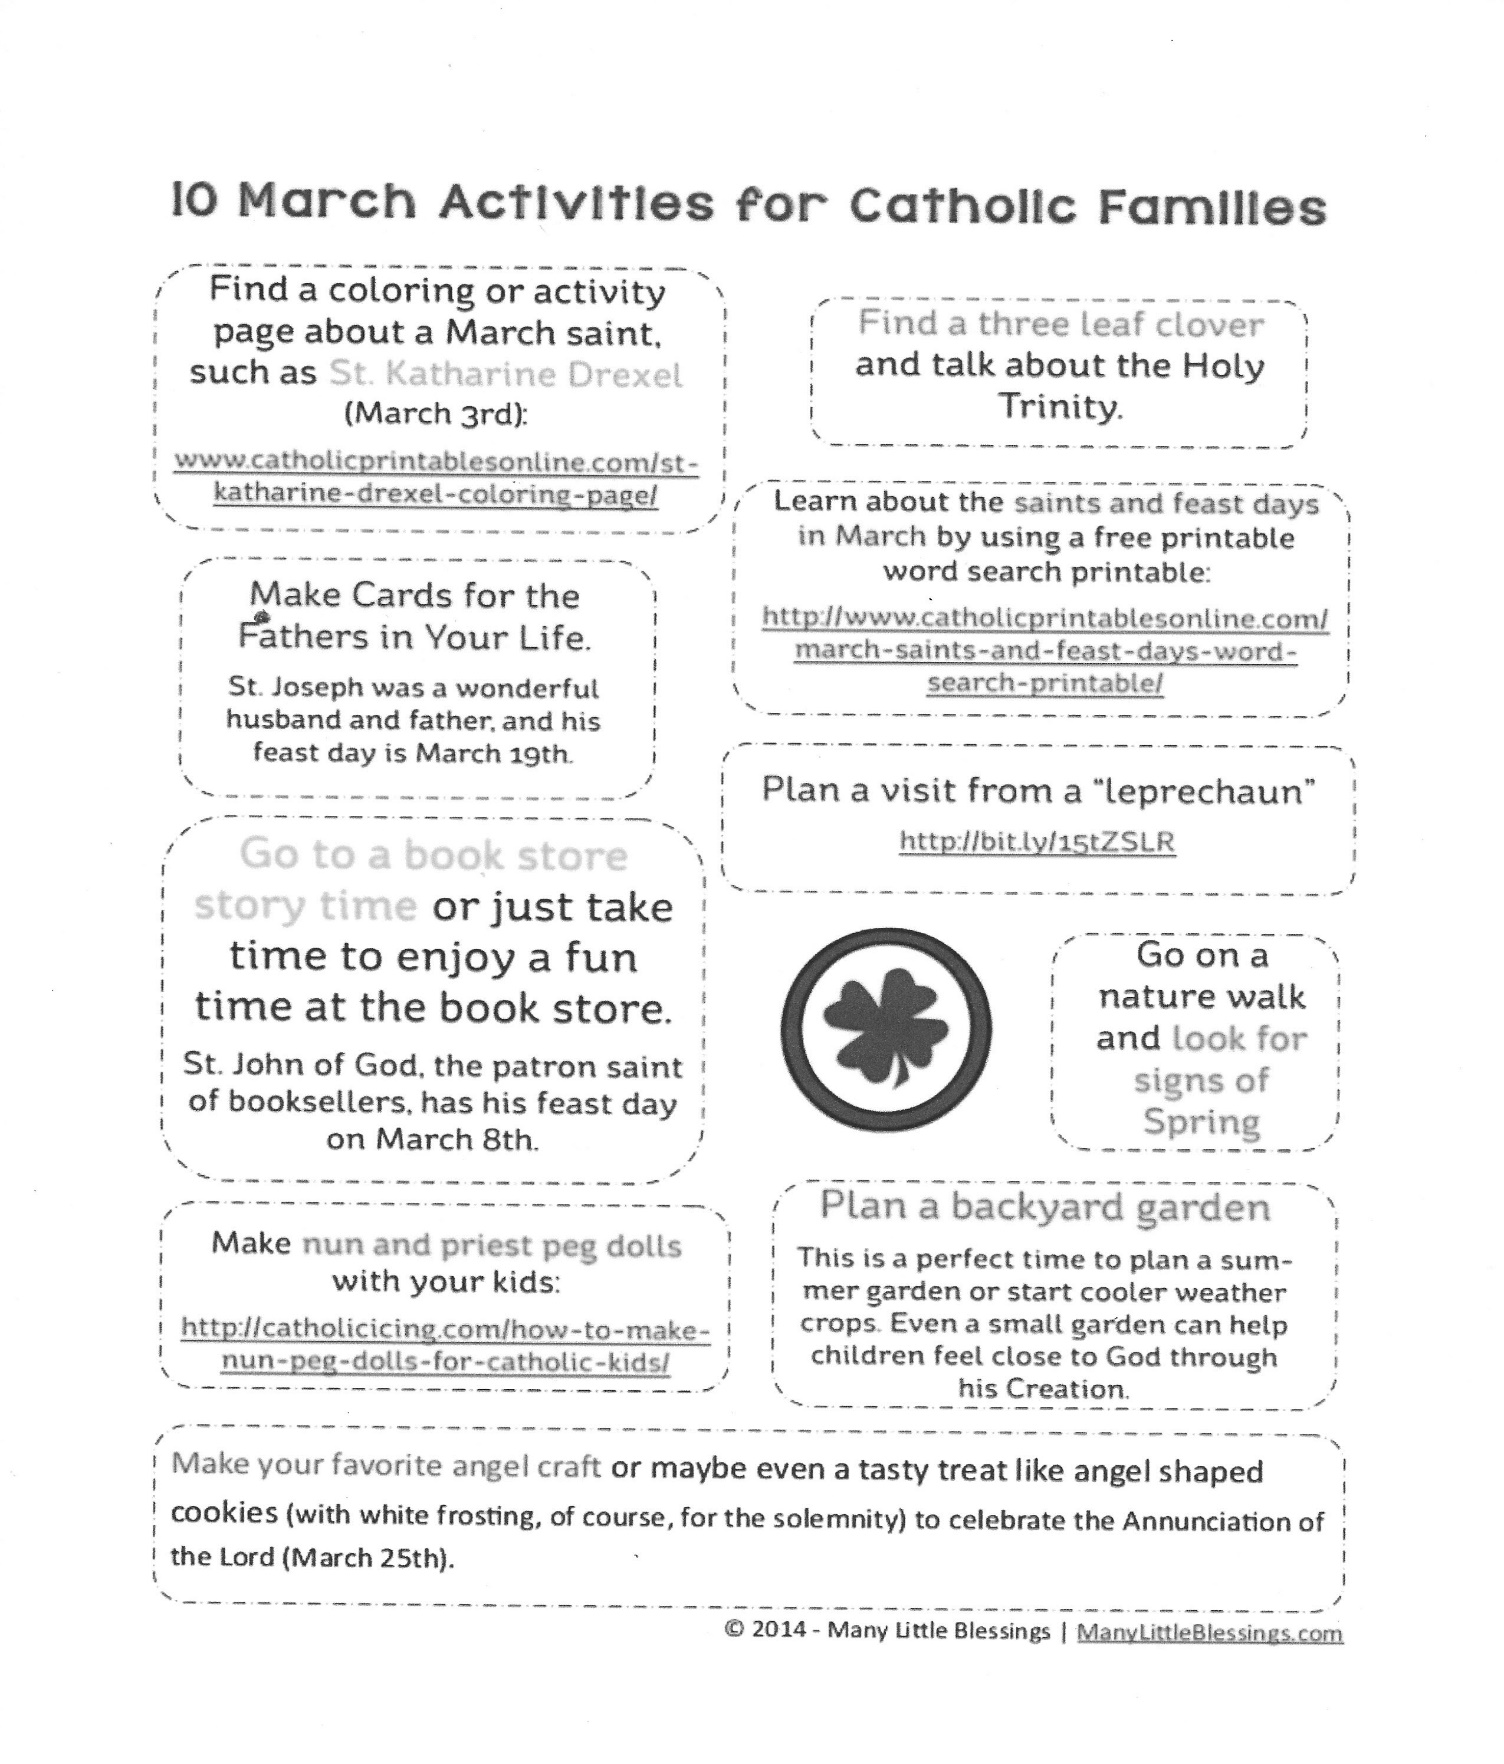 10 March Activities for Catholic Families
Find a coloring or activity
page about a March saint,
such as St. Katharine Drexel
(March 3rd):
www.catholicprintablesonline.com/st-
katharine-drexel-coloring-page/
Find a three leaf clover
and talk about the Holy
Trinity.
Learn about the saints and feast days
in March by using a free printable
word search printable:
http://www.catholicprintablesonline.com/
march-saints-and-feast-days-word-
search-printable/
Make Cards for the
Fathers in Your Life.
St. Joseph was a wonderful
husband and father, and his
feast day is March 19th.
Plan a visit from a "leprechaun"
http://bit.ly/15tZSLR
Go to a book store
story time or just take
time to enjoy a fun
time at the book store.
St. John of God, the patron saint
of booksellers, has his feast day
on March 8th.
Go on a
nature walk
and look for
signs of
Spring
Make nun and priest peg dolls
with your kids:
http://catholicicing.com/how-to-make-
nun-peg-dolls-for-catholic-kids/
Plan a backyard garden
This is a perfect time to plan a sum-
mer garden or start cooler weather
crops. Even a small garden can help
children feel close to God through
his Creation.
Make your favorite angel craft or maybe even a tasty treat like angel shaped
cookies (with white frosting, of course, for the solemnity) to celebrate the Annunciation of
the Lord (March 25th).
© 2014 - Many Little Blessings | ManyLittleBlessings.com